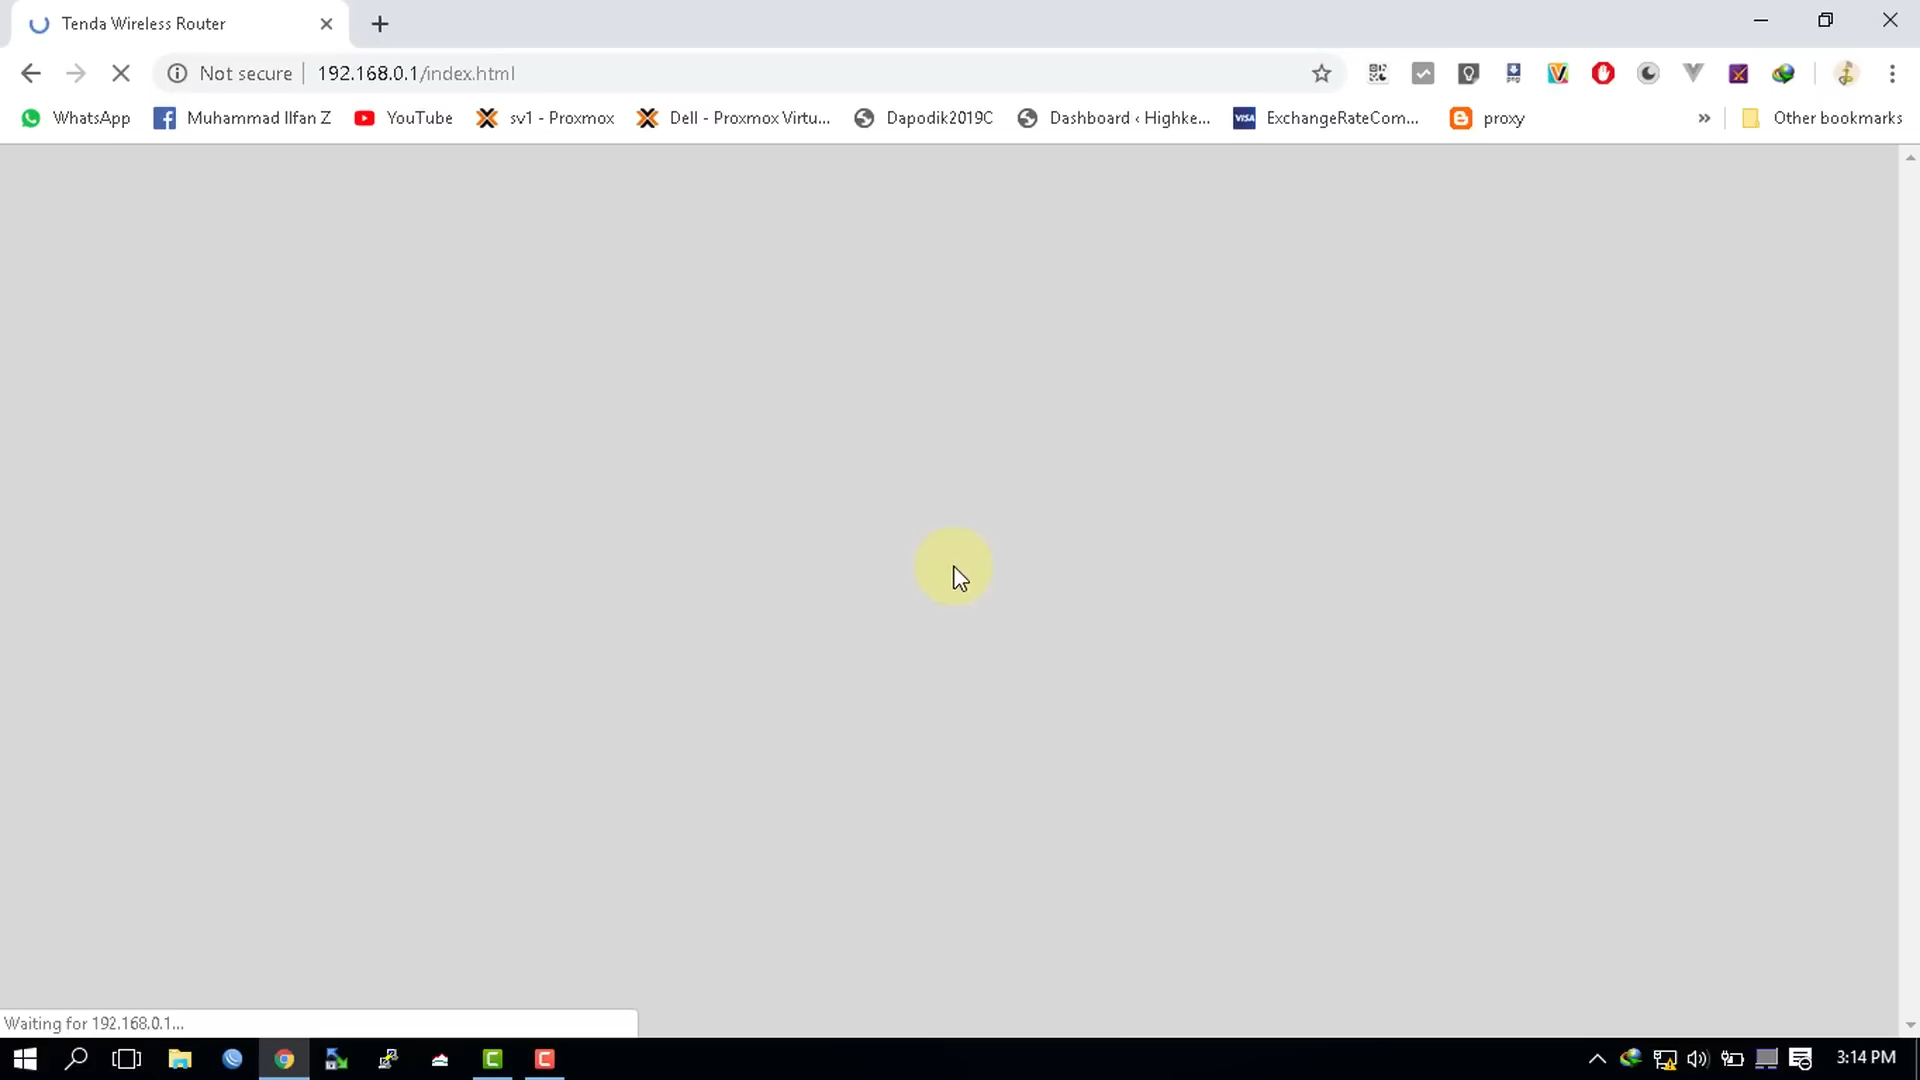 Tenda Wireless Router
Not secure 192.168.0.1/index.html
WhatsApp Muhammad Ilfan Z YouTube sv1 - Proxmox Dell - Proxmox Virtu... Dapodik2019C Dashboard ‹ Highke... ExchangeRateCom... proxy » Other bookmarks
Waiting for 192.168.0.1...
3:14 PM